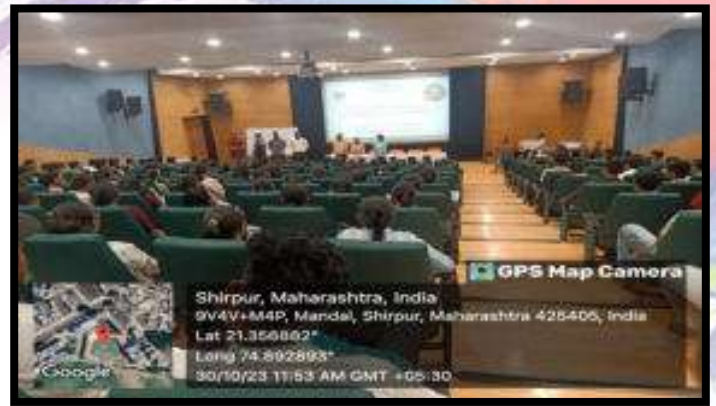 GPS Map Camera
Shirpur, Maharashtra, India
9V4V+M4P, Mandal, Shirpur, Maharashtra 425405, India
Lat 21.356882°
Long 74.892893°
30/10/23 11:53 AM GMT +05:30
Google